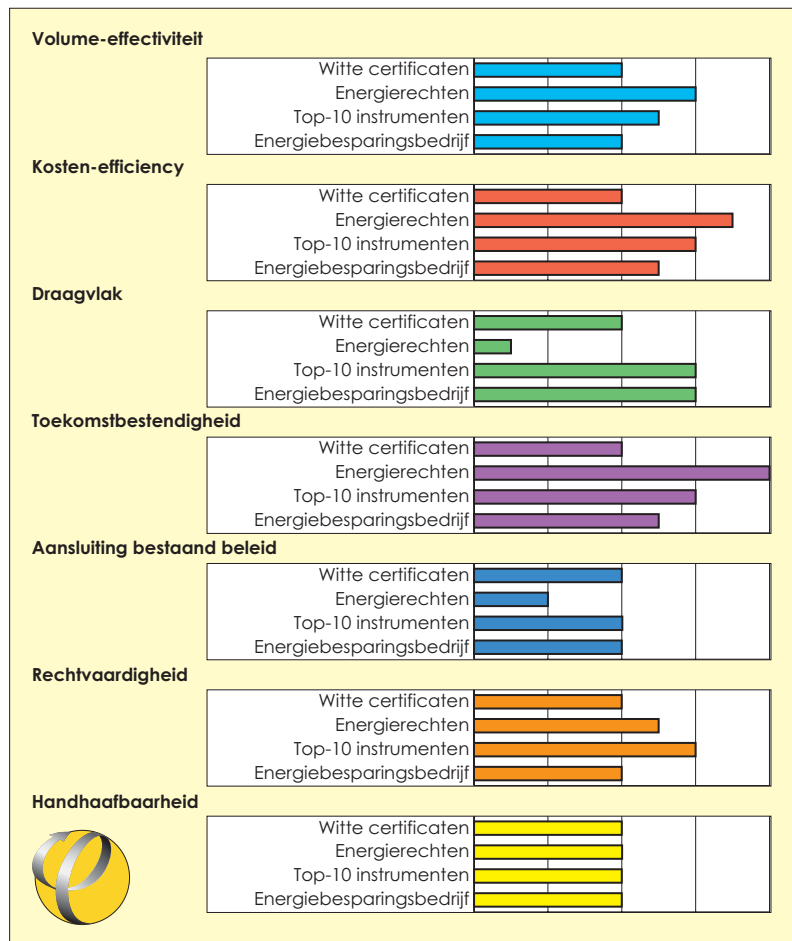 Volume-effectiviteit
Witte certificaten
Energierechten
Top-10 instrumenten
Energiebesparingsbedrijf
Kosten-efficiency
Witte certificaten
Energierechten
Top-10 instrumenten
Energiebesparingsbedrijf
Draagvlak
Witte certificaten
Energierechten
Top-10 instrumenten
Energiebesparingsbedrijf
Toekomstbestendigheid
Witte certificaten
Energierechten
Top-10 instrumenten
Energiebesparingsbedrijf
Aansluiting bestaand beleid
Witte certificaten
Energierechten
Top-10 instrumenten
Energiebesparingsbedrijf
Rechtvaardigheid
Witte certificaten
Energierechten
Top-10 instrumenten
Energiebesparingsbedrijf
Handhaafbaarheid
Witte certificaten
Energierechten
Top-10 instrumenten
Energiebesparingsbedrijf